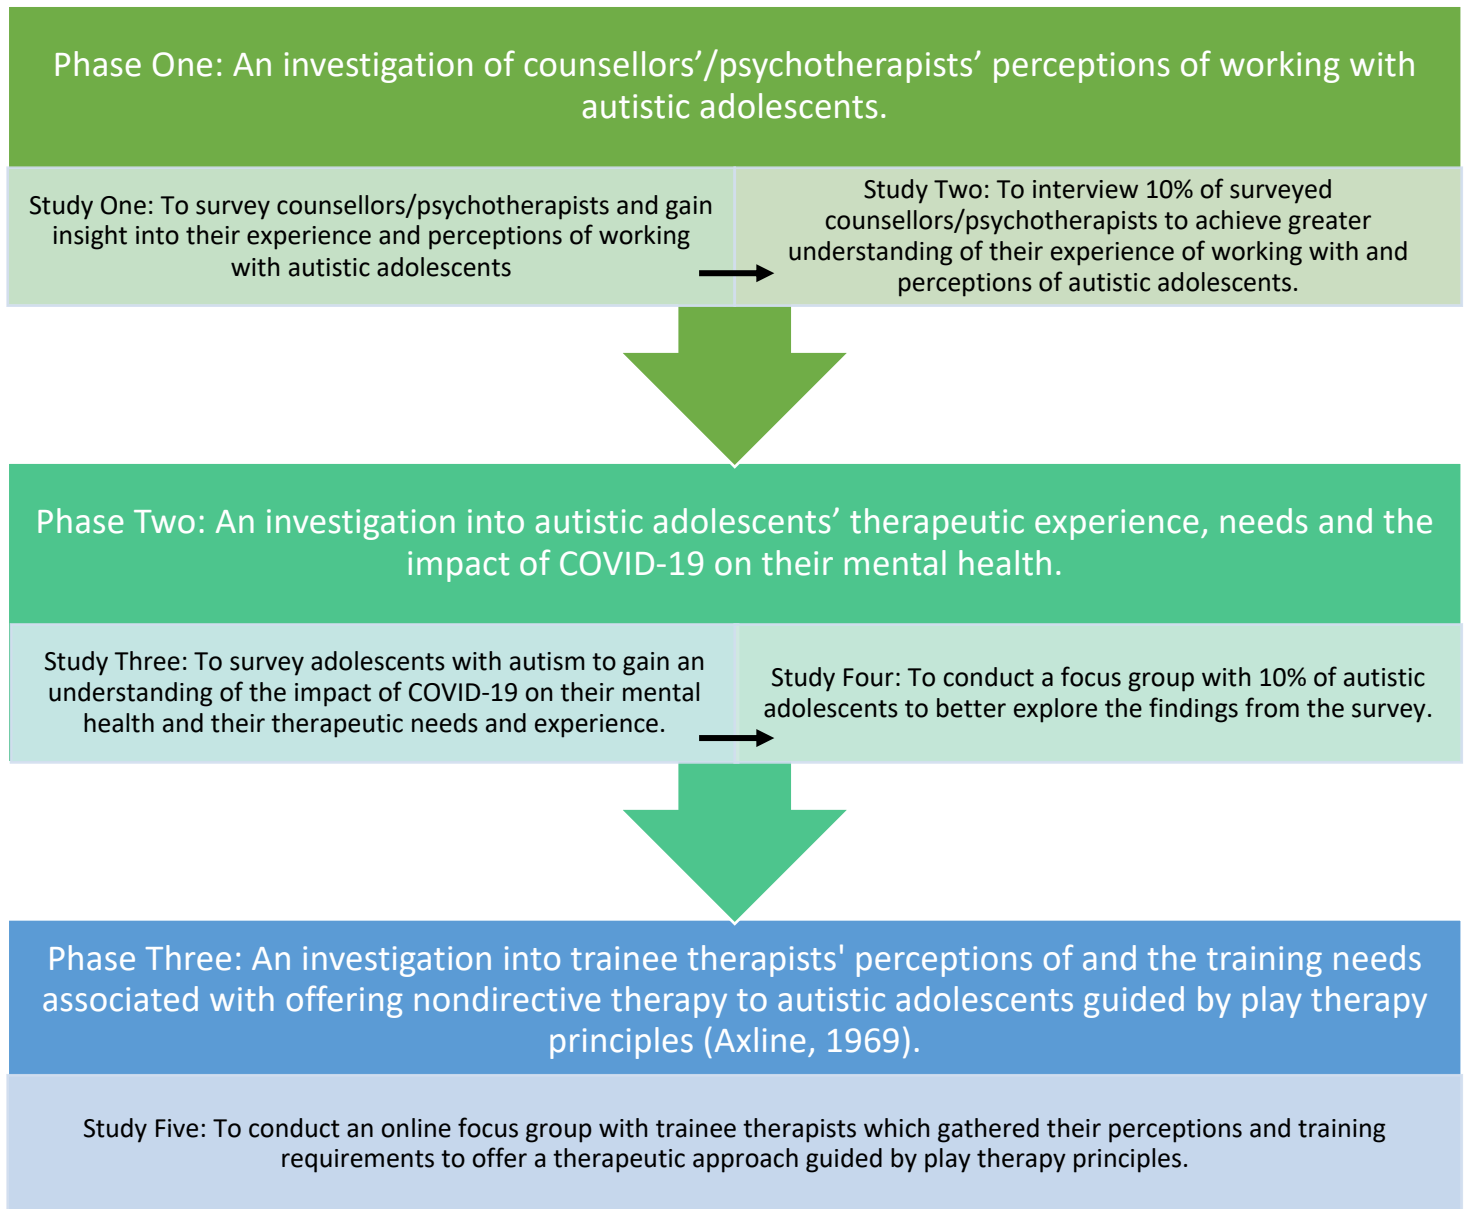 Phase One: An investigation of counsellors’/psychotherapists’ perceptions of working with
autistic adolescents.
Study One: To survey counsellors/psychotherapists and gain
insight into their experience and perceptions of working
with autistic adolescents
Study Two: To interview 10% of surveyed
counsellors/psychotherapists to achieve greater
understanding of their experience of working with and
perceptions of autistic adolescents.
Phase Two: An investigation into autistic adolescents’ therapeutic experience, needs and the
impact of COVID-19 on their mental health.
Study Three: To survey adolescents with autism to gain an
understanding of the impact of COVID-19 on their mental
health and their therapeutic needs and experience.
Study Four: To conduct a focus group with 10% of autistic
adolescents to better explore the findings from the survey.
Phase Three: An investigation into trainee therapists' perceptions of and the training needs
associated with offering nondirective therapy to autistic adolescents guided by play therapy
principles (Axline, 1969).
Study Five: To conduct an online focus group with trainee therapists which gathered their perceptions and training
requirements to offer a therapeutic approach guided by play therapy principles.